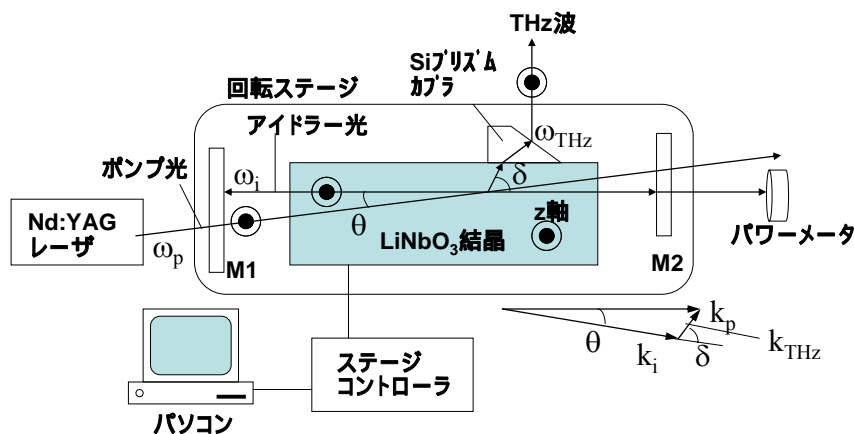 THz波
Siプリズム
カプラ
回転ステージ
アイドラー光
ωTHz
ポンプ光
ωi
δ
θ
z軸
Nd:YAG
レーザ
ωp
M1
LiNbO3結晶
M2
パワーメータ
kp
θ
ki
δ
kTHz
ステージ
コントローラ
パソコン